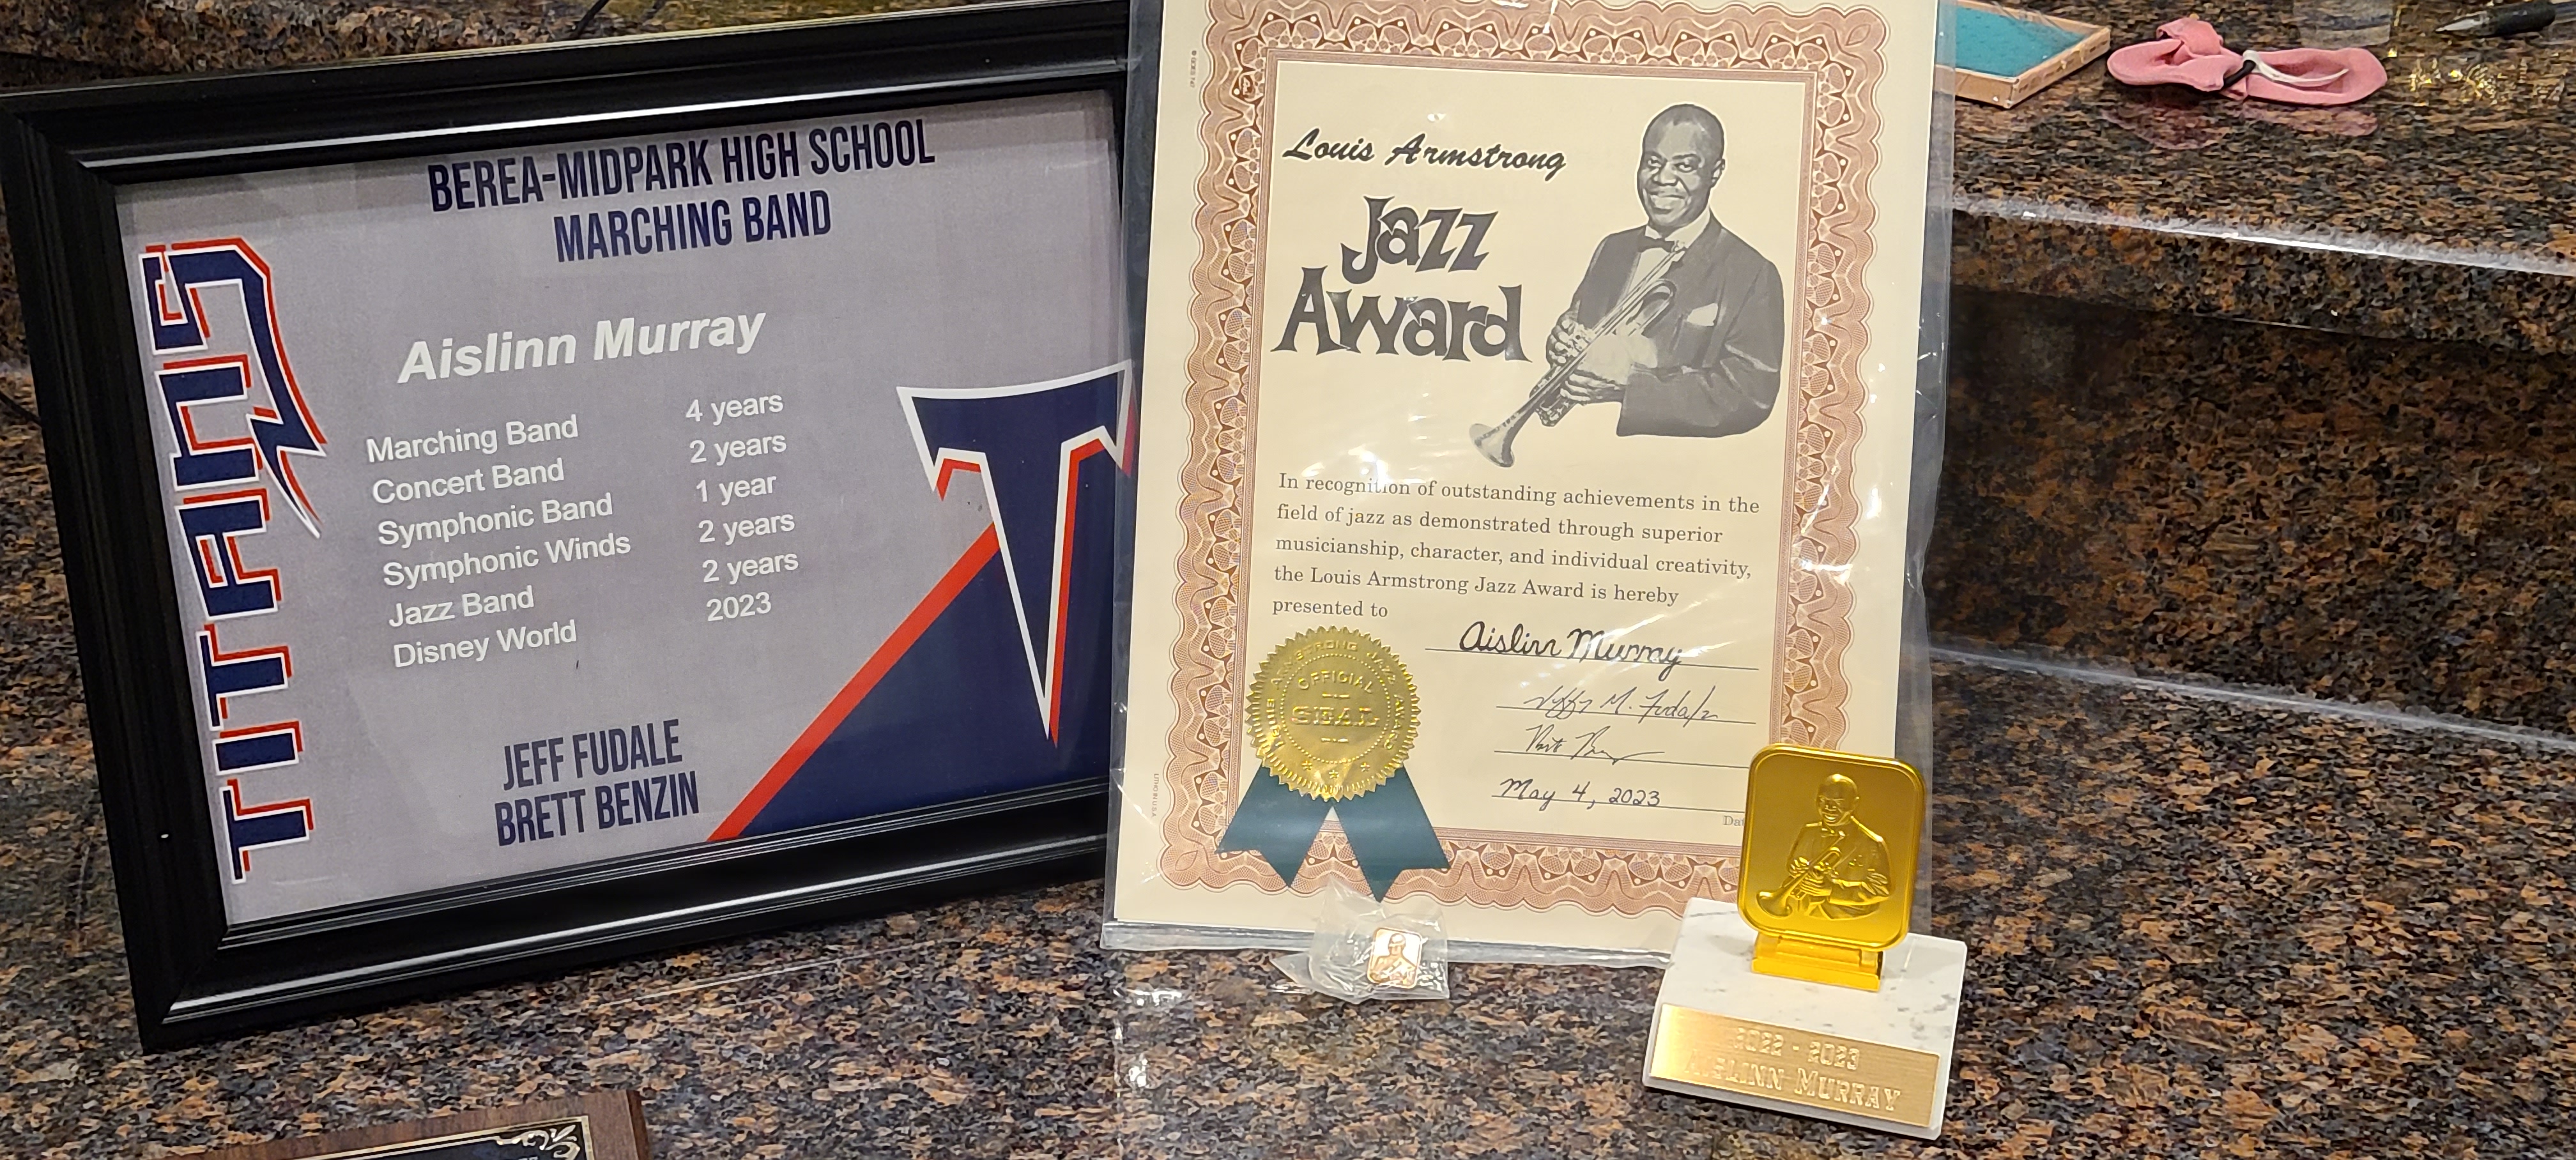 BEREA-MIDPARK HIGH SCHOOL
MARCHING BAND
TITANS
Aislinn Murray
Marching Band 4 years
Concert Band 2 years
Symphonic Band 1 year
Symphonic Winds 2 years
Jazz Band 2 years
Disney World 2023
T
JEFF FUDALE
BRETT BENZIN
Louis Armstrong
Jazz
Award
In recognition of outstanding achievements in the
field of jazz as demonstrated through superior
musicianship, character, and individual creativity,
the Louis Armstrong Jazz Award is hereby
presented to
Aislinn Murray
OFFICIAL
SEAL
May 4, 2023
2022 - 2023
AISLINN MURRAY